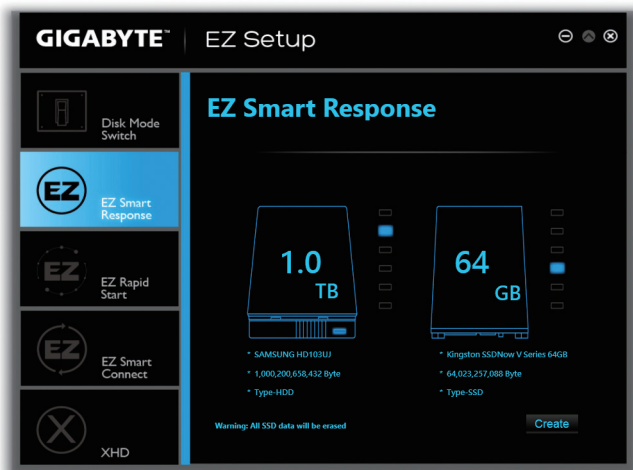 GIGABYTE™ EZ Setup
Disk Mode
Switch
EZ
EZ Smart
Response
EZ
EZ Rapid
Start
EZ
EZ Smart
Connect
X
XHD
EZ Smart Response
1.0
TB
64
GB
* SAMSUNG HD103UJ
* 1,000,200,658,432 Byte
* Type-HDD
* Kingston SSDNow V Series 64GB
* 64,023,257,088 Byte
* Type-SSD
Warning: All SSD data will be erased
Create